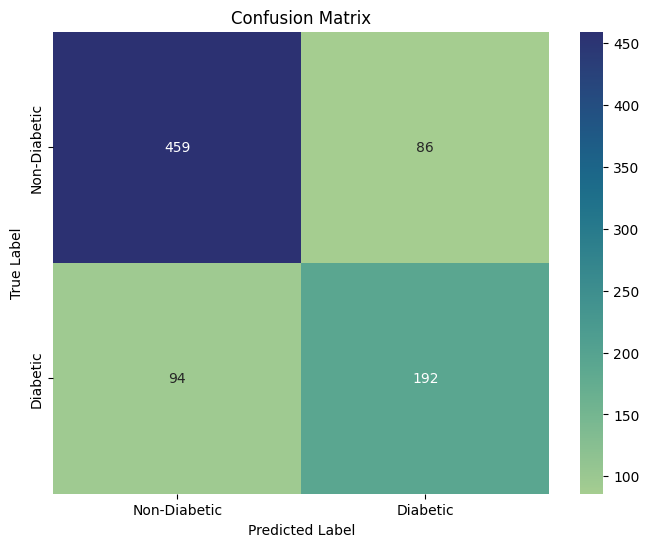 Confusion Matrix
True Label
Non-Diabetic
Diabetic
459
86
94
192
Non-Diabetic
Diabetic
Predicted Label
450
400
350
300
250
200
150
100